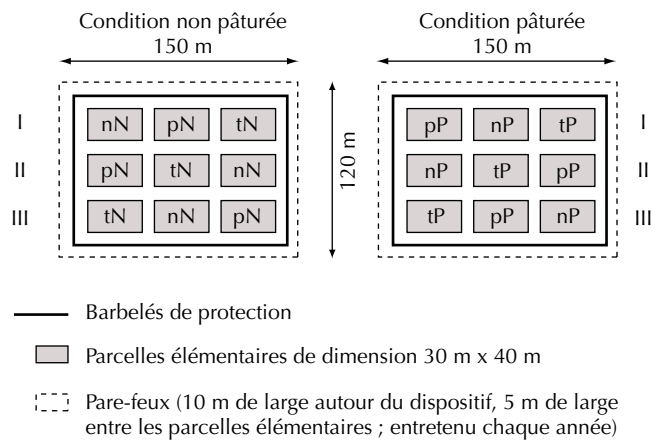 Condition non pâturée
150 m
Condition pâturée
150 m
I
nN pN tN
II
pN tN nN
III
tN nN pN
120 m
pP nP tP
I
nP tP pP
II
tP pP nP
III
Barbelés de protection
Parcelles élémentaires de dimension 30 m x 40 m
Pare-feux (10 m de large autour du dispositif, 5 m de large
entre les parcelles élémentaires ; entretenu chaque année)